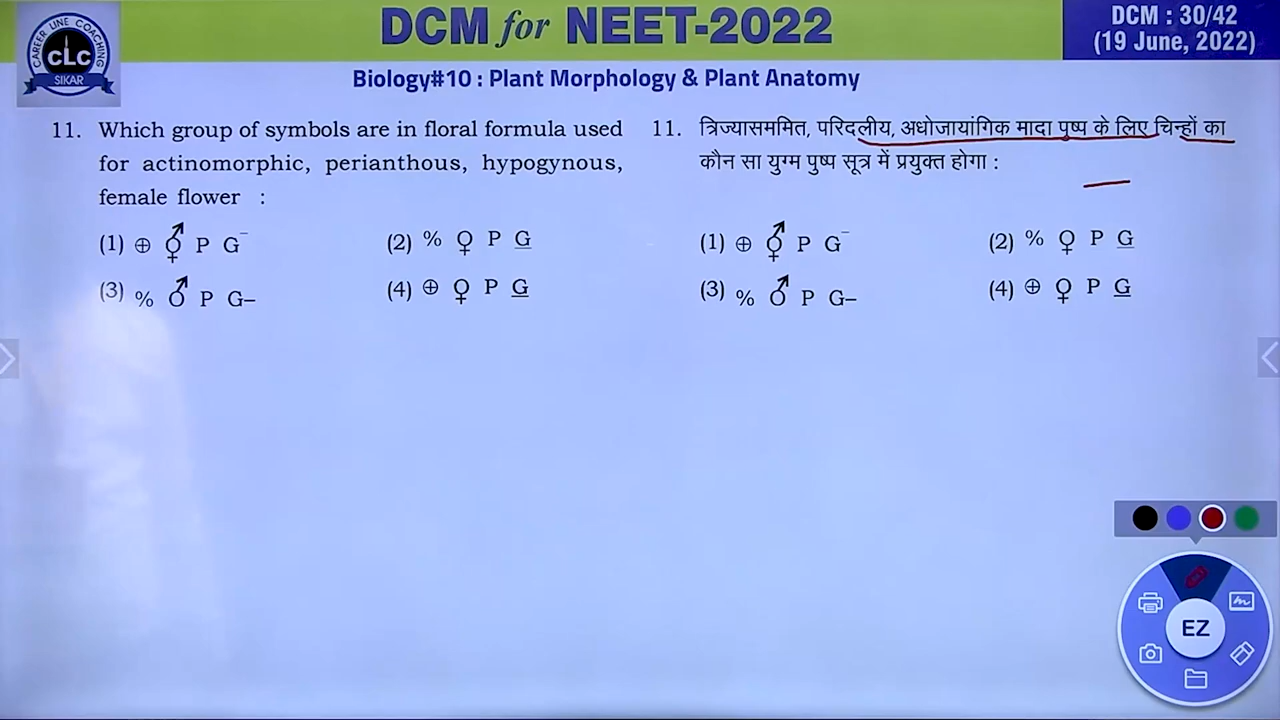 DCM for NEET-2022
DCM : 30/42
(19 June, 2022)
CAREER LINE COACHING
CLC
SIKAR
Biology#10 : Plant Morphology & Plant Anatomy
11. Which group of symbols are in floral formula used
for actinomorphic, perianthous, hypogynous,
female flower :
(1) ⊕ ⚥ P G¯
(2) % ♀ P G̲
(3) % ♂ P G–
(4) ⊕ ♀ P G̲
11. त्रिज्यासममित, परिदलीय, अधोजायांगिक मादा पुष्प के लिए चिन्हों का
कौन सा युग्म पुष्प सूत्र में प्रयुक्त होगा :
(1) ⊕ ⚥ P G¯
(2) % ♀ P G̲
(3) % ♂ P G–
(4) ⊕ ♀ P G̲
EZ